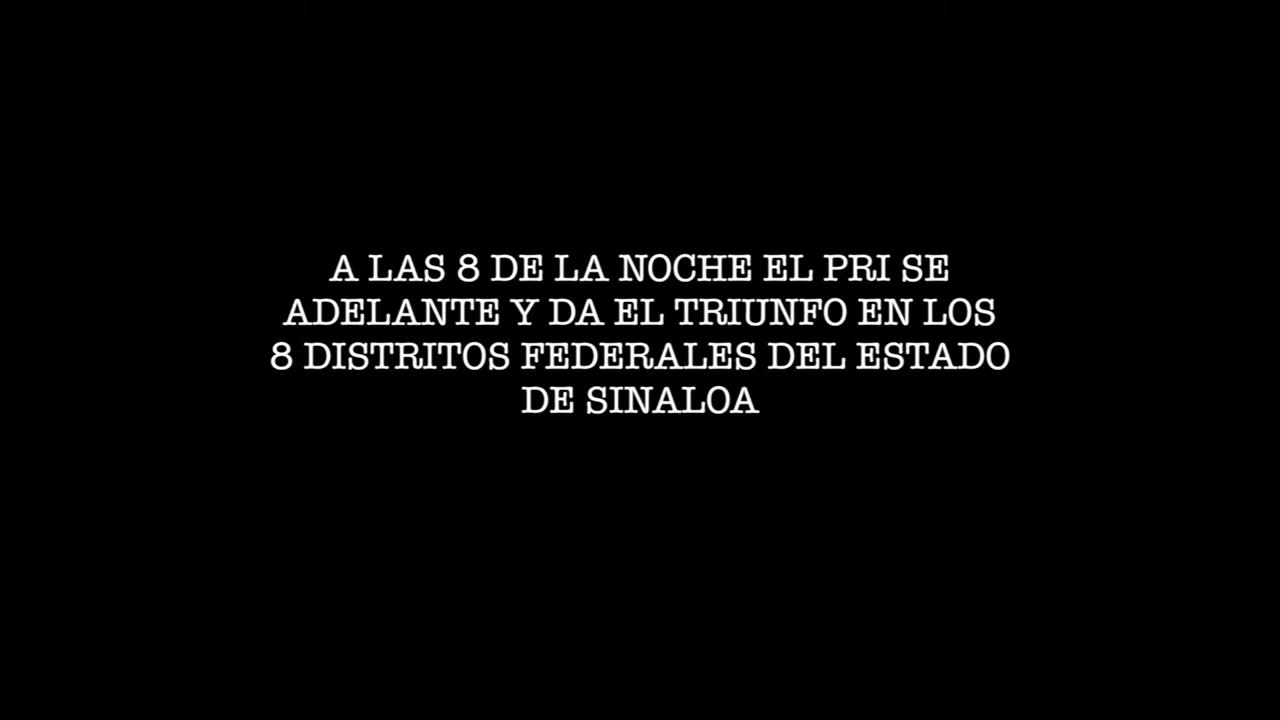 A LAS 8 DE LA NOCHE EL PRI SE
ADELANTE Y DA EL TRIUNFO EN LOS
8 DISTRITOS FEDERALES DEL ESTADO
DE SINALOA